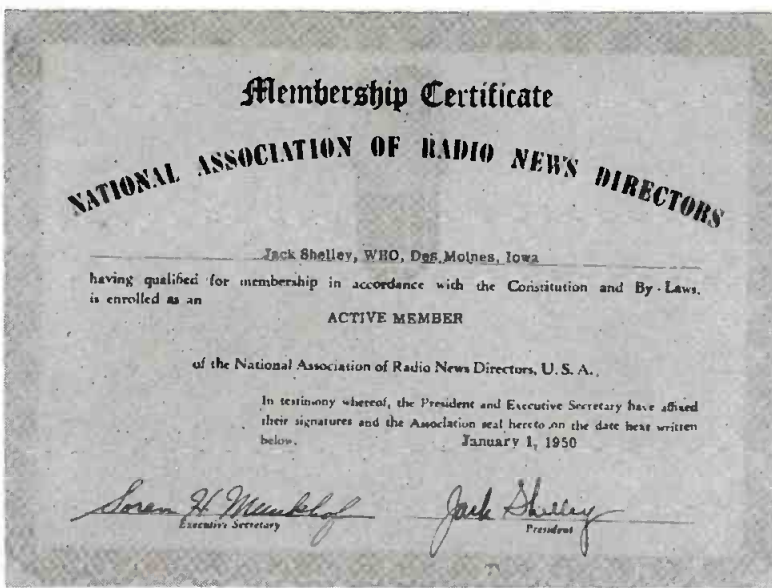 Membership Certificate
NATIONAL ASSOCIATION OF RADIO NEWS DIRECTORS
Jack Shelley, WHO, Des Moines, Iowa
having qualified for membership in accordance with the Constitution and By-Laws,
is enrolled as an
ACTIVE MEMBER
of the National Association of Radio News Directors, U. S. A.,
In testimony whereof, the President and Executive Secretary have affixed
their signatures and the Association seal hereto on the date next written
below. January 1, 1950
Soren H Munkhof Jack Shelley
Executive Secretary President